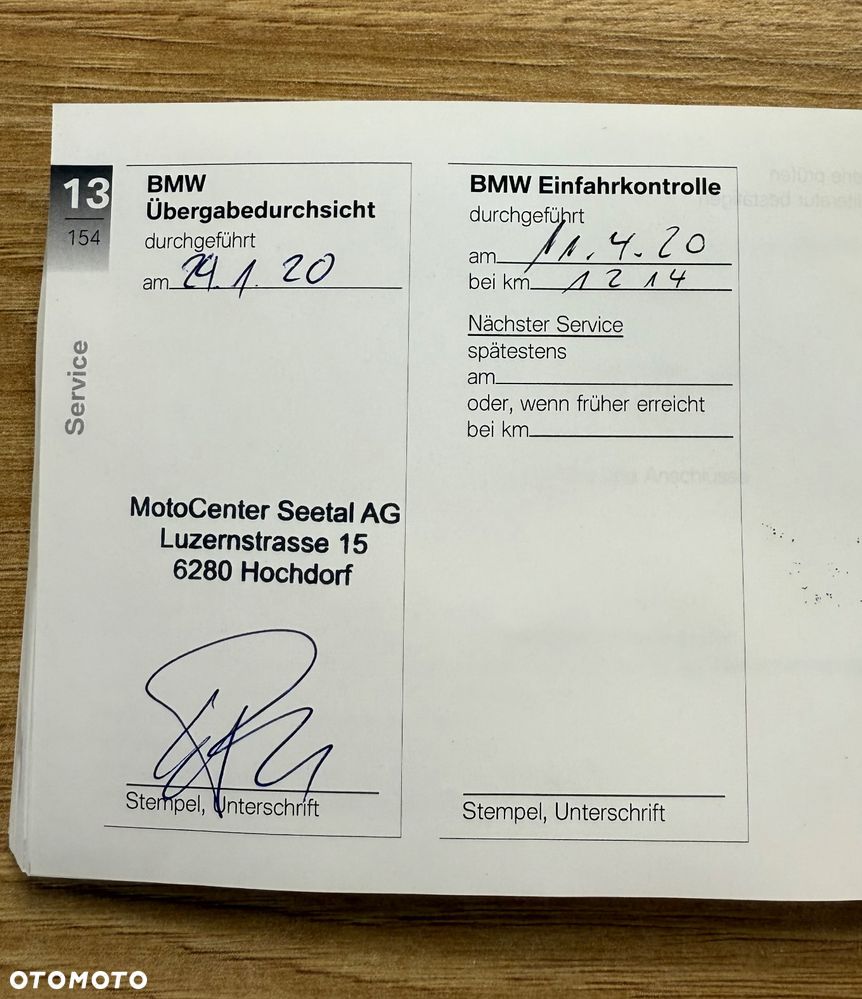 13
154
Service
BMW
Übergabedurchsicht
durchgeführt
am 29.1.20
MotoCenter Seetal AG
Luzernstrasse 15
6280 Hochdorf
Stempel, Unterschrift
BMW Einfahrkontrolle
durchgeführt
am 11.4.20
bei km 1214
Nächster Service
spätestens
am
oder, wenn früher erreicht
bei km
Stempel, Unterschrift
OTOMOTO